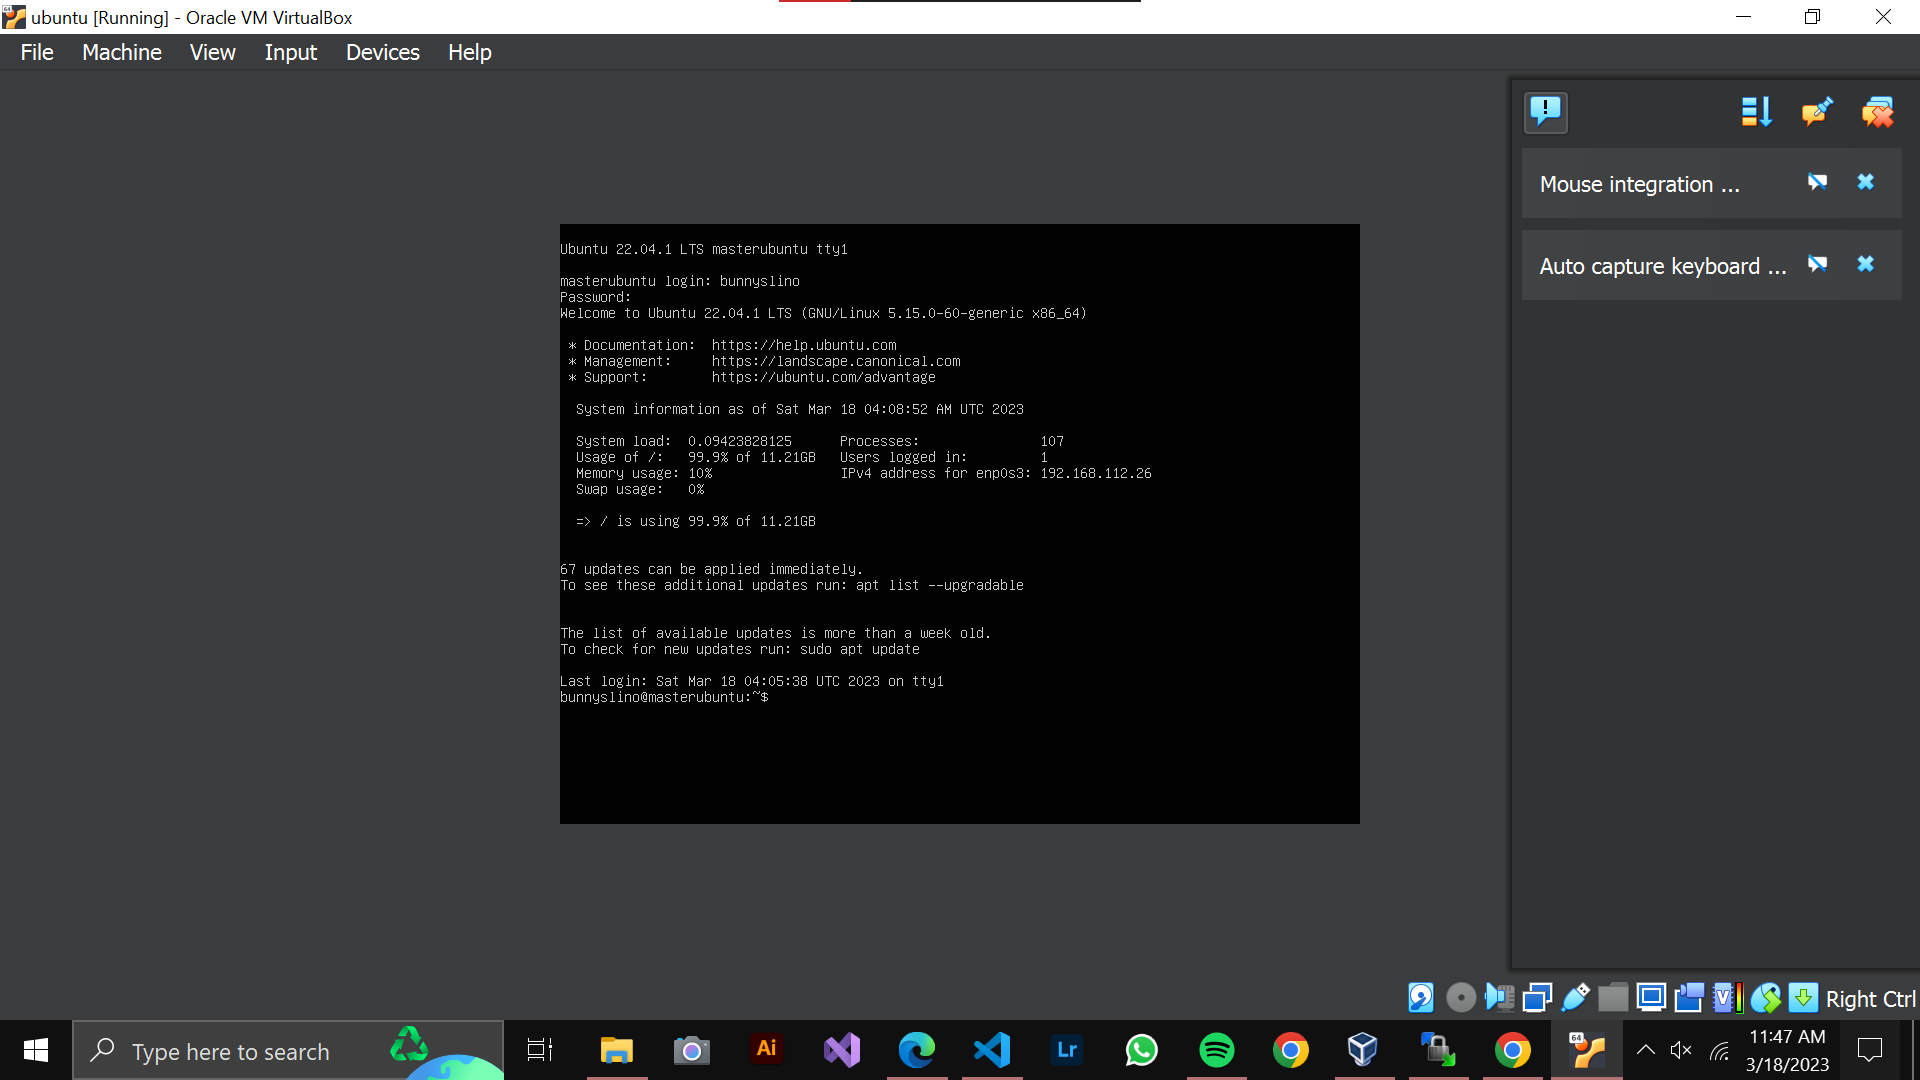 ubuntu [Running] - Oracle VM VirtualBox
File Machine View Input Devices Help
Mouse integration ...
Auto capture keyboard ...
Ubuntu 22.04.1 LTS masterubuntu tty1
masterubuntu login: bunnyslino
Password:
Welcome to Ubuntu 22.04.1 LTS (GNU/Linux 5.15.0-60-generic x86_64)
* Documentation: https://help.ubuntu.com
* Management: https://landscape.canonical.com
* Support: https://ubuntu.com/advantage
System information as of Sat Mar 18 04:08:52 AM UTC 2023
System load: 0.09423828125 Processes: 107
Usage of /: 99.9% of 11.21GB Users logged in: 1
Memory usage: 10% IPv4 address for enp0s3: 192.168.112.26
Swap usage: 0%
=> / is using 99.9% of 11.21GB
67 updates can be applied immediately.
To see these additional updates run: apt list --upgradable
The list of available updates is more than a week old.
To check for new updates run: sudo apt update
Last login: Sat Mar 18 04:05:38 UTC 2023 on tty1
bunnyslino@masterubuntu:~$
Right Ctrl
Type here to search
Ai
Lr
64
11:47 AM
3/18/2023